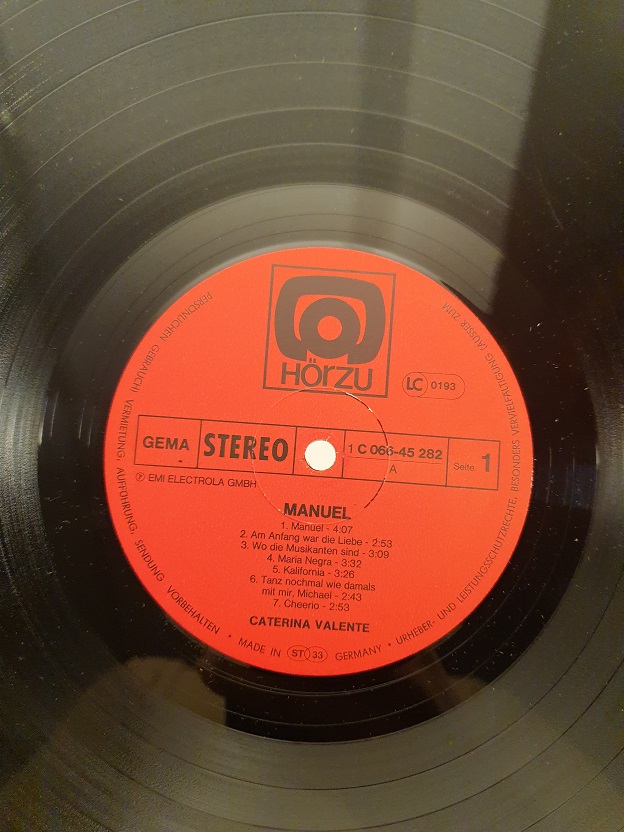 HÖRZU
LC 0193
GEMA STEREO 1 C 066-45 282 A Seite 1
Ⓟ EMI ELECTROLA GMBH
MANUEL
1. Manuel - 4:07
2. Am Anfang war die Liebe - 2:53
3. Wo die Musikanten sind - 3:09
4. Maria Negra - 3:32
5. Kalifornia - 3:26
6. Tanz nochmal wie damals
mit mir, Michael - 2:43
7. Cheerio - 2:53
CATERINA VALENTE
URHEBER- UND LEISTUNGSSCHUTZRECHTE, BESONDERS VERVIELFÄLTIGUNG (AUSSER ZUM PERSÖNLICHEN GEBRAUCH) VERMIETUNG, AUFFÜHRUNG, SENDUNG VORBEHALTEN • MADE IN ST 33 GERMANY •